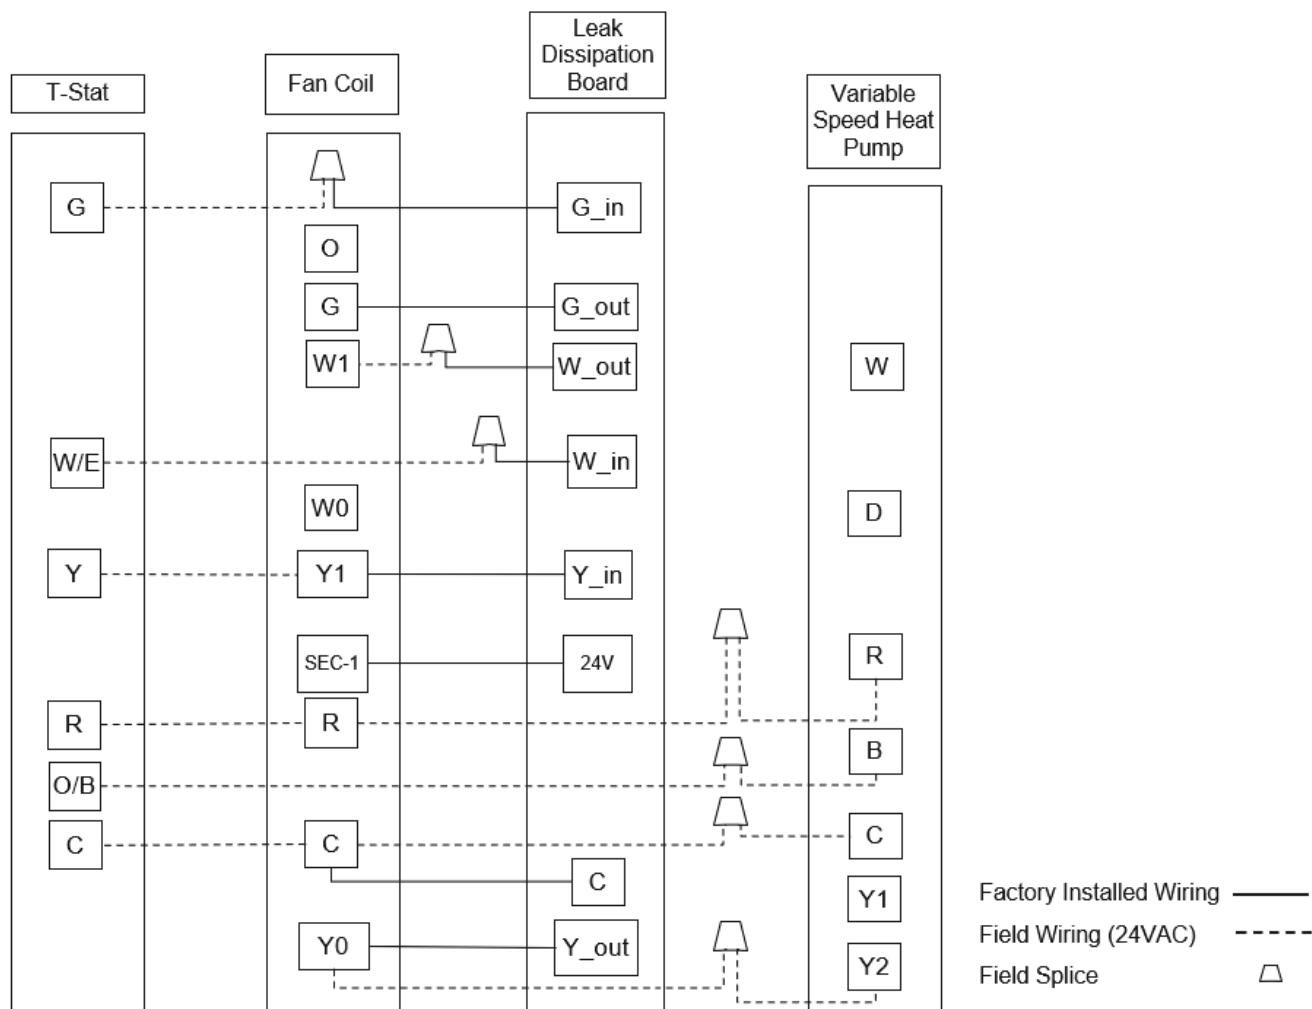 T-Stat
Fan Coil
Leak
Dissipation
Board
Variable
Speed Heat
Pump
G
G_in
O
G
G_out
W1
W_out
W
W/E
W_in
W0
D
Y
Y1
Y_in
SEC-1
24V
R
R
R
B
O/B
C
C
C
C
Y1
Y0
Y_out
Y2
Factory Installed Wiring
Field Wiring (24VAC)
Field Splice